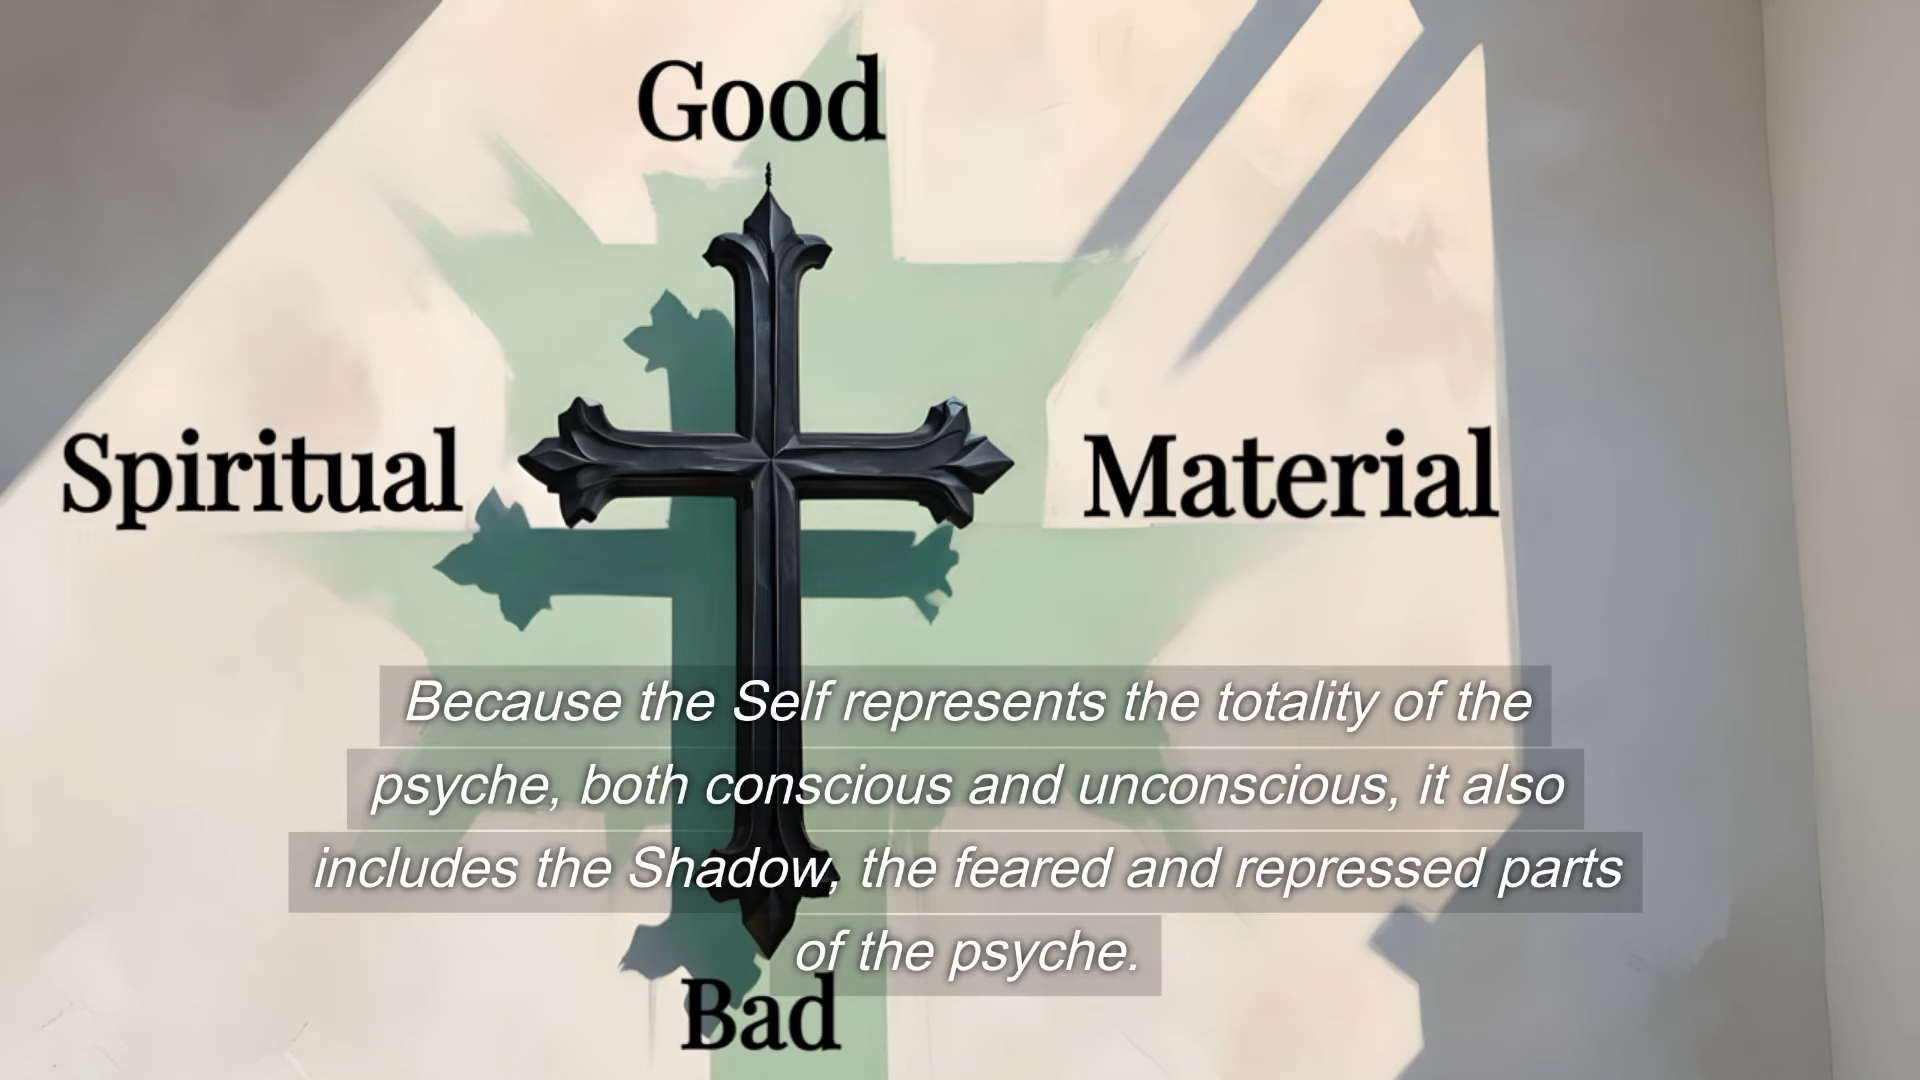 Good
Spiritual
Material
Because the Self represents the totality of the
psyche, both conscious and unconscious, it also
includes the Shadow, the feared and repressed parts
of the psyche.
Bad